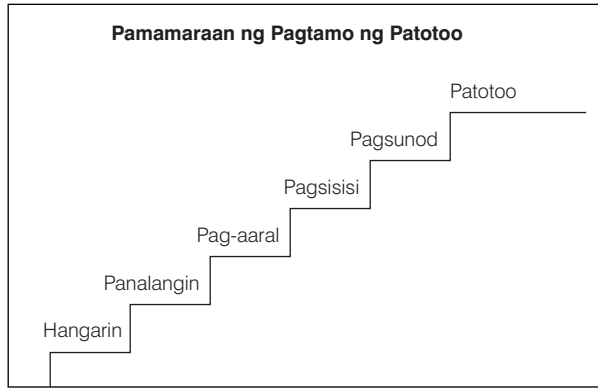 Pamamaraan ng Pagtamo ng Patotoo
Patotoo
Pagsunod
Pagsisisi
Pag-aaral
Panalangin
Hangarin